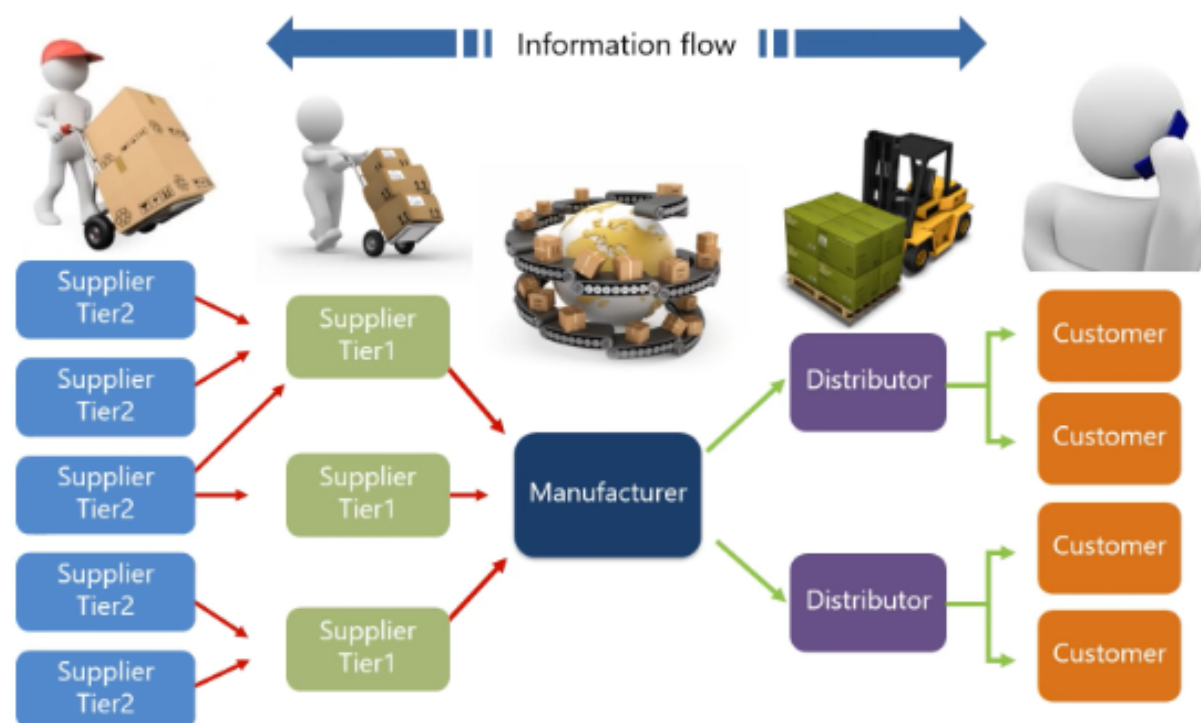 Information flow
Supplier
Tier2
Supplier
Tier2
Supplier
Tier2
Supplier
Tier2
Supplier
Tier2
Supplier
Tier1
Supplier
Tier1
Supplier
Tier1
Manufacturer
Distributor
Distributor
Customer
Customer
Customer
Customer